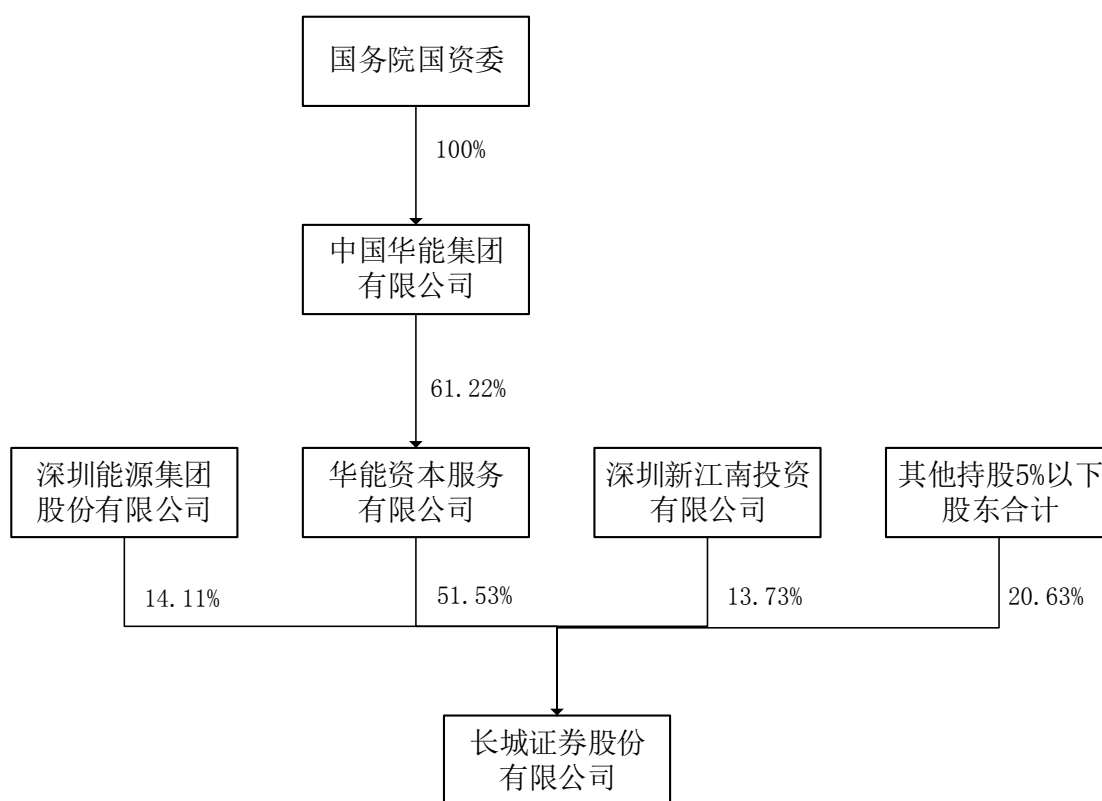 国务院国资委
100%
中国华能集团
有限公司
61.22%
深圳能源集团
股份有限公司
华能资本服务
有限公司
深圳新江南投资
有限公司
其他持股5%以下
股东合计
14.11%
51.53%
13.73%
20.63%
长城证券股份
有限公司